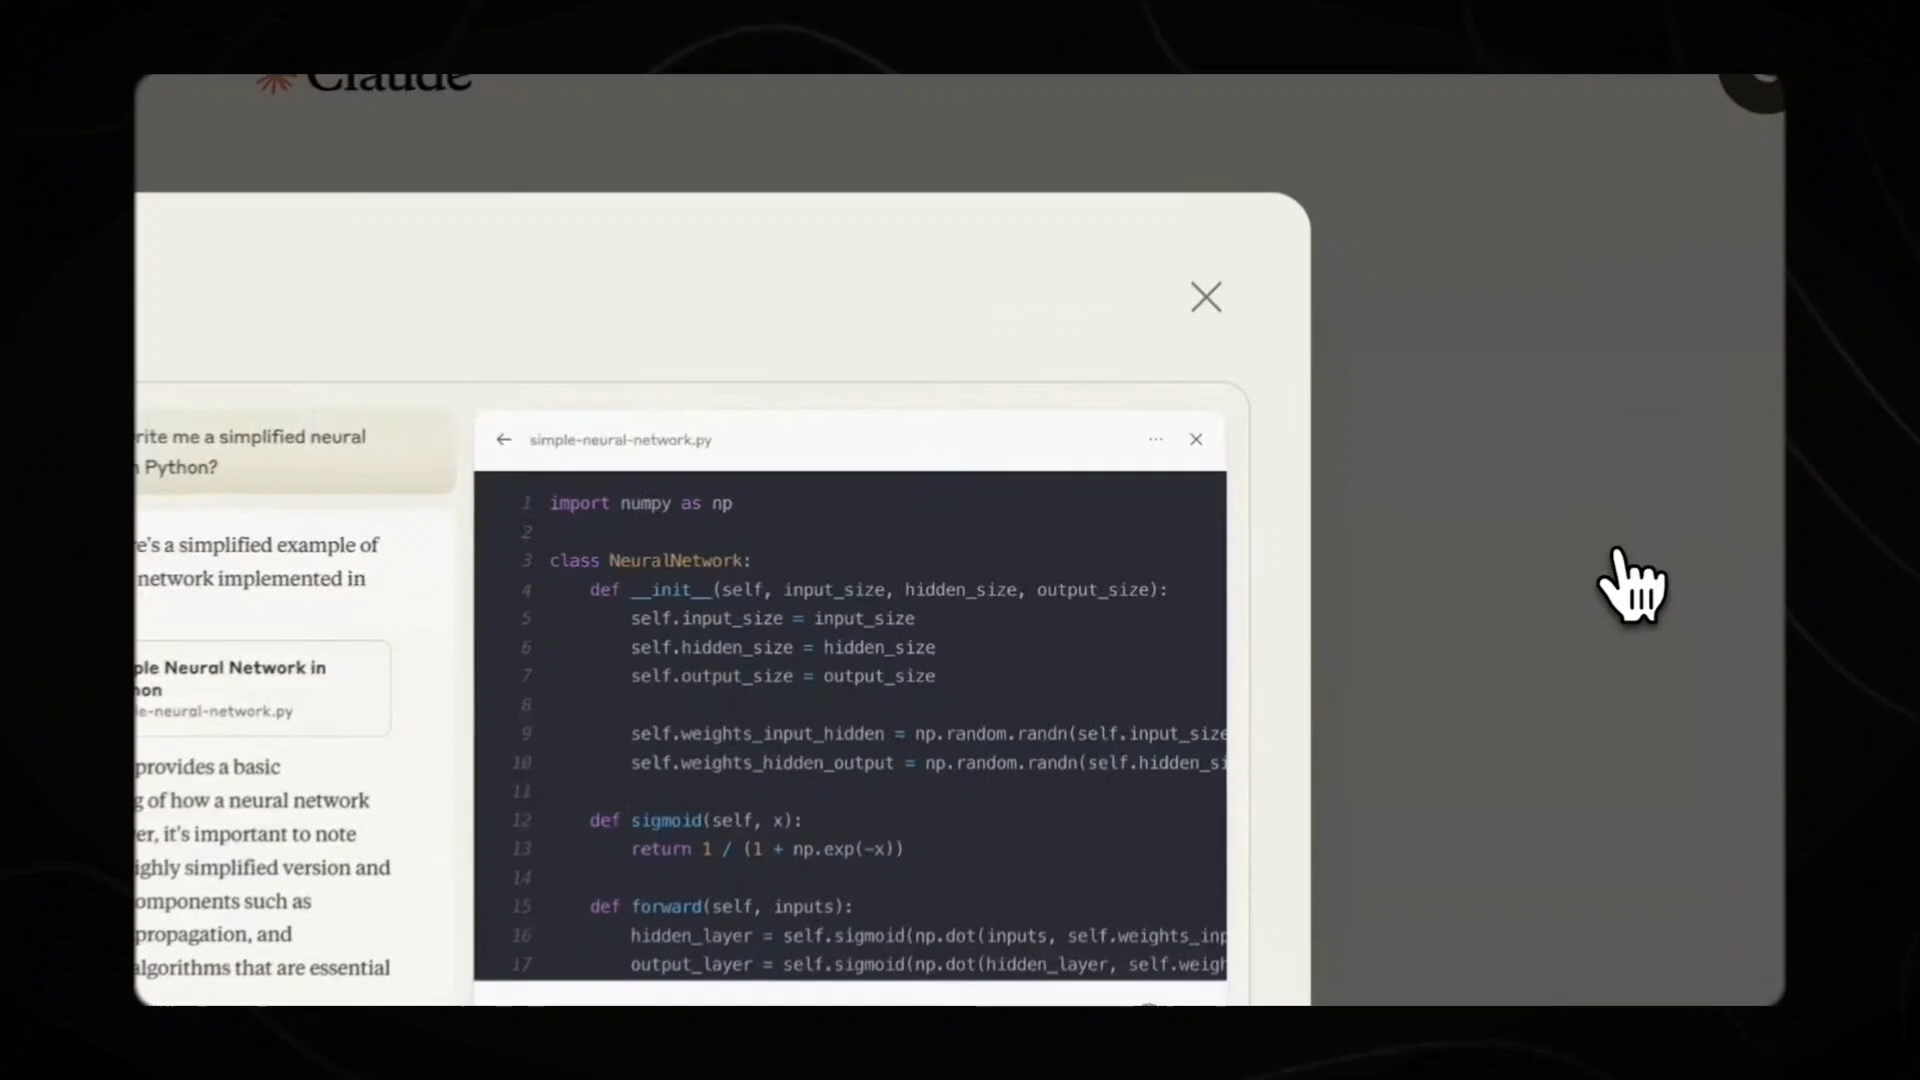 Claude
rite me a simplified neural
Python?
e's a simplified example of
network implemented in
ple Neural Network in
on
e-neural-network.py
provides a basic
g of how a neural network
er, it's important to note
ighly simplified version and
omponents such as
propagation, and
algorithms that are essential
simple-neural-network.py
1 import numpy as np
2
3 class NeuralNetwork:
4 def __init__(self, input_size, hidden_size, output_size):
5 self.input_size = input_size
6 self.hidden_size = hidden_size
7 self.output_size = output_size
8
9 self.weights_input_hidden = np.random.randn(self.input_size
10 self.weights_hidden_output = np.random.randn(self.hidden_si
11
12 def sigmoid(self, x):
13 return 1 / (1 + np.exp(-x))
14
15 def forward(self, inputs):
16 hidden_layer = self.sigmoid(np.dot(inputs, self.weights_inp
17 output_layer = self.sigmoid(np.dot(hidden_layer, self.weigh